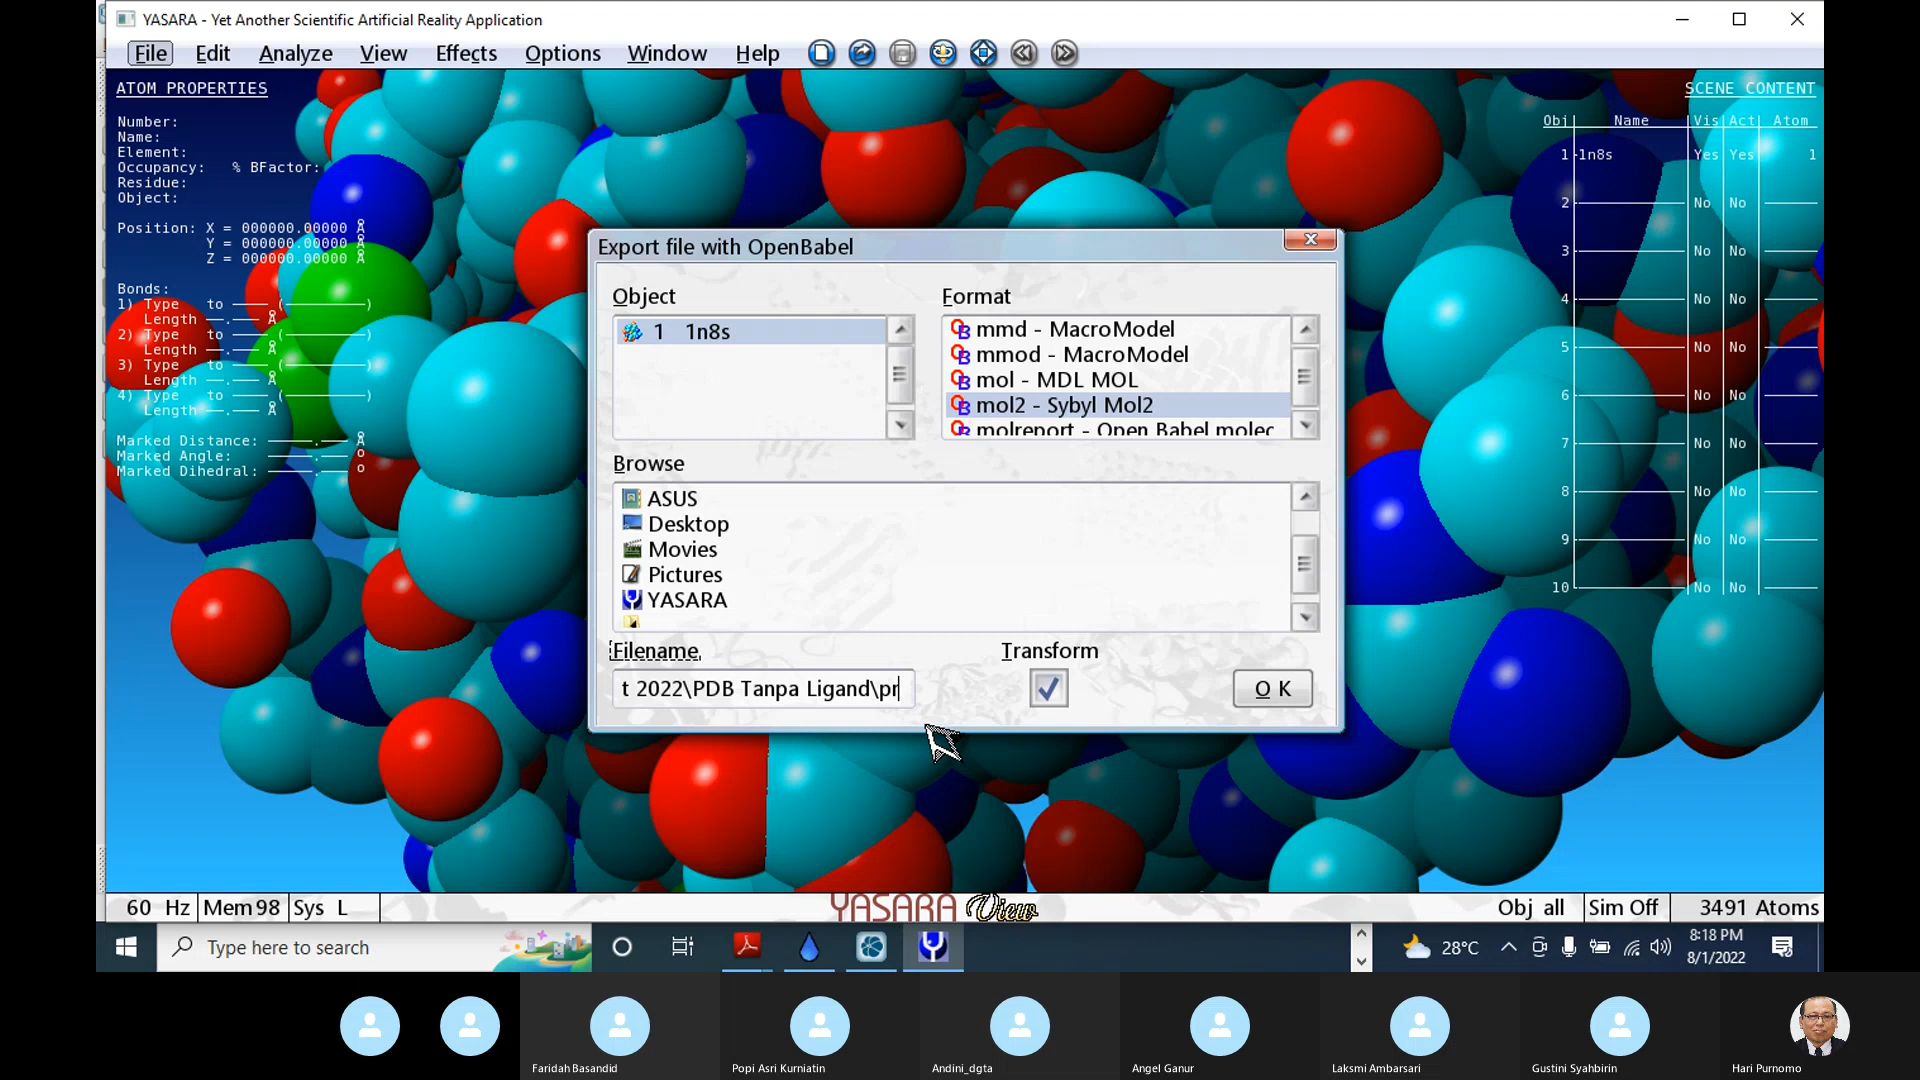 YASARA - Yet Another Scientific Artificial Reality Application
File Edit Analyze View Effects Options Window Help
ATOM PROPERTIES
Number:
Name:
Element:
Occupancy: % BFactor:
Residue:
Object:
Position: X = 000000.00000 Å
Y = 000000.00000 Å
Z = 000000.00000 Å
Bonds:
1) Type to ( )
Length . Å
2) Type to ( )
Length . Å
3) Type to ( )
Length . Å
4) Type to ( )
Length . Å
Marked Distance: . Å
Marked Angle: . o
Marked Dihedral: . o
SCENE CONTENT
Obj Name Vis Act Atom
1 1n8s Yes Yes 1
2 No No
3 No No
4 No No
5 No No
6 No No
7 No No
8 No No
9 No No
10 No No
Export file with OpenBabel
Object
1 1n8s
Format
mmd - MacroModel
mmod - MacroModel
mol - MDL MOL
mol2 - Sybyl Mol2
molreport - Open Babel molec
Browse
ASUS
Desktop
Movies
Pictures
YASARA
Filename
t 2022\PDB Tanpa Ligand\pr
Transform
O K
60 Hz Mem 98 Sys L
YASARA View
Obj all Sim Off 3491 Atoms
Type here to search
28°C
8:18 PM
8/1/2022
Faridah Basandid
Popi Asri Kurniatin
Andini_dgta
Angel Ganur
Laksmi Ambarsari
Gustini Syahbirin
Hari Purnomo